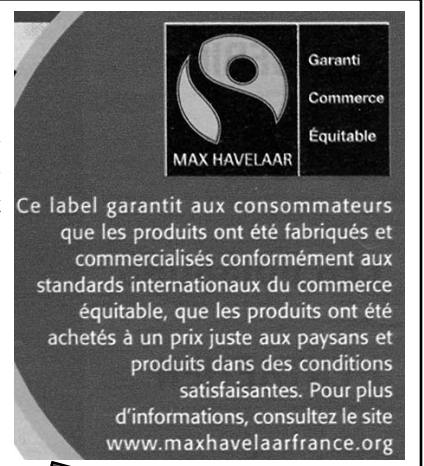 Garanti
Commerce
Équitable
MAX HAVELAAR
Ce label garantit aux consommateurs
que les produits ont été fabriqués et
commercialisés conformément aux
standards internationaux du commerce
équitable, que les produits ont été
achetés à un prix juste aux paysans et
produits dans des conditions
satisfaisantes. Pour plus
d'informations, consultez le site
www.maxhavelaarfrance.org